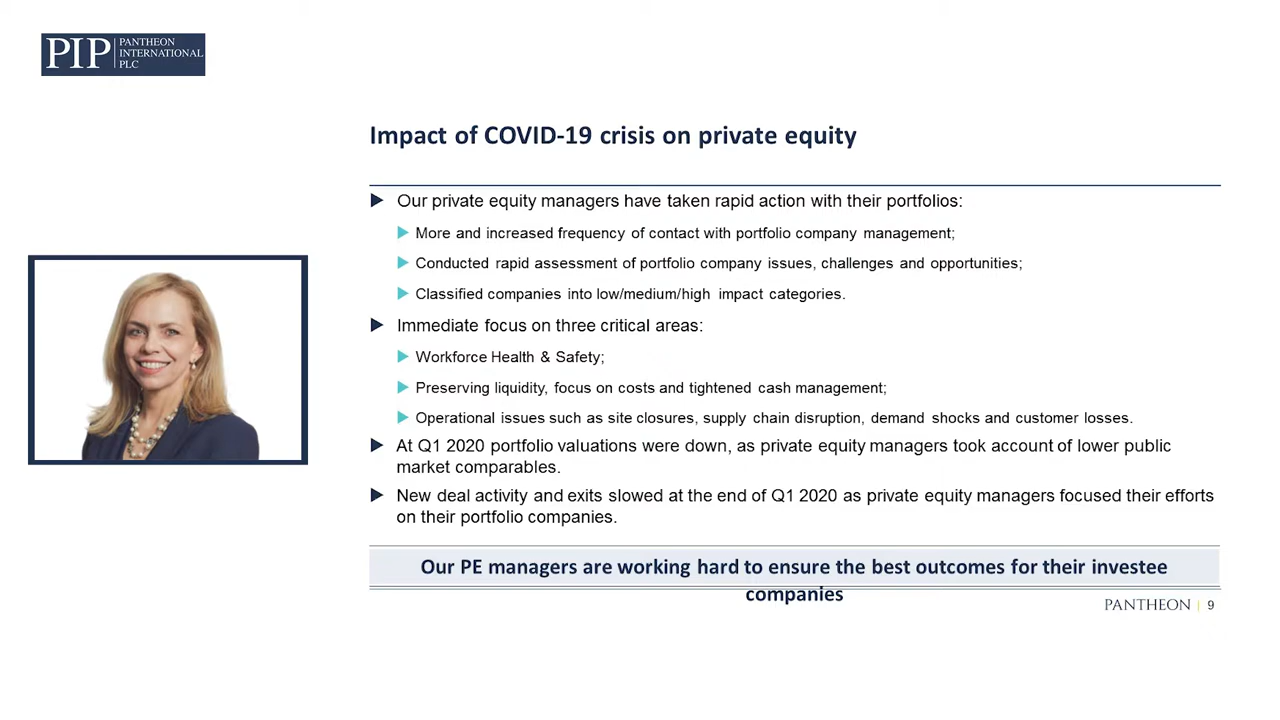 PIP
PANTHEON
INTERNATIONAL
PLC
Impact of COVID-19 crisis on private equity
Our private equity managers have taken rapid action with their portfolios:
More and increased frequency of contact with portfolio company management;
Conducted rapid assessment of portfolio company issues, challenges and opportunities;
Classified companies into low/medium/high impact categories.
Immediate focus on three critical areas:
Workforce Health & Safety;
Preserving liquidity, focus on costs and tightened cash management;
Operational issues such as site closures, supply chain disruption, demand shocks and customer losses.
At Q1 2020 portfolio valuations were down, as private equity managers took account of lower public
market comparables.
New deal activity and exits slowed at the end of Q1 2020 as private equity managers focused their efforts
on their portfolio companies.
Our PE managers are working hard to ensure the best outcomes for their investee
companies
PANTHEON | 9